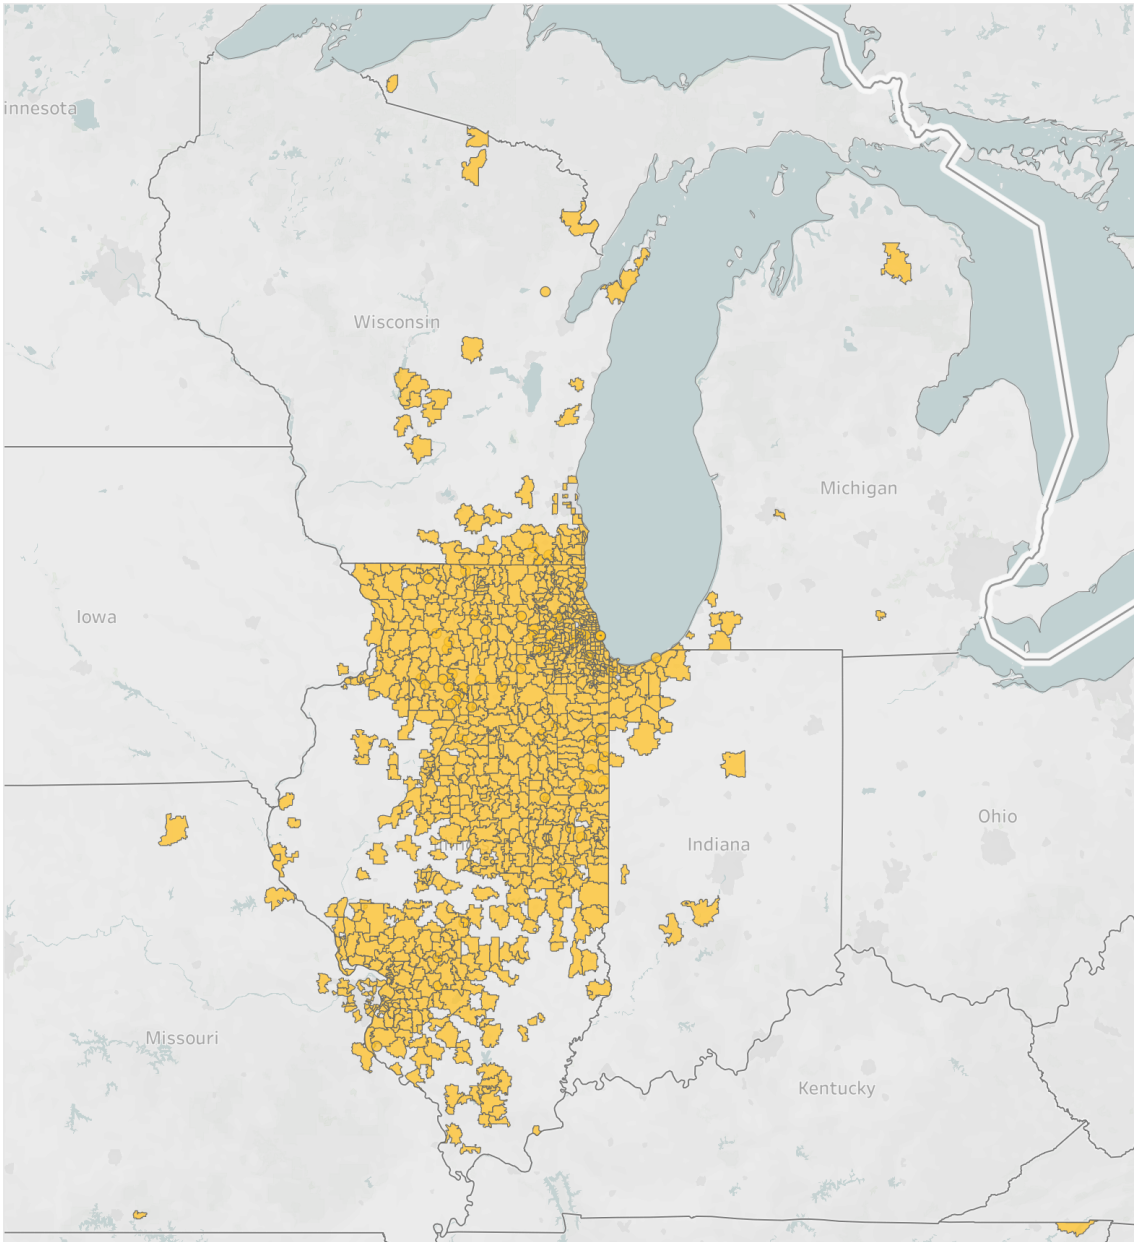 innesota
Wisconsin
Michigan
Iowa
Ohio
Indiana
Missouri
Kentucky